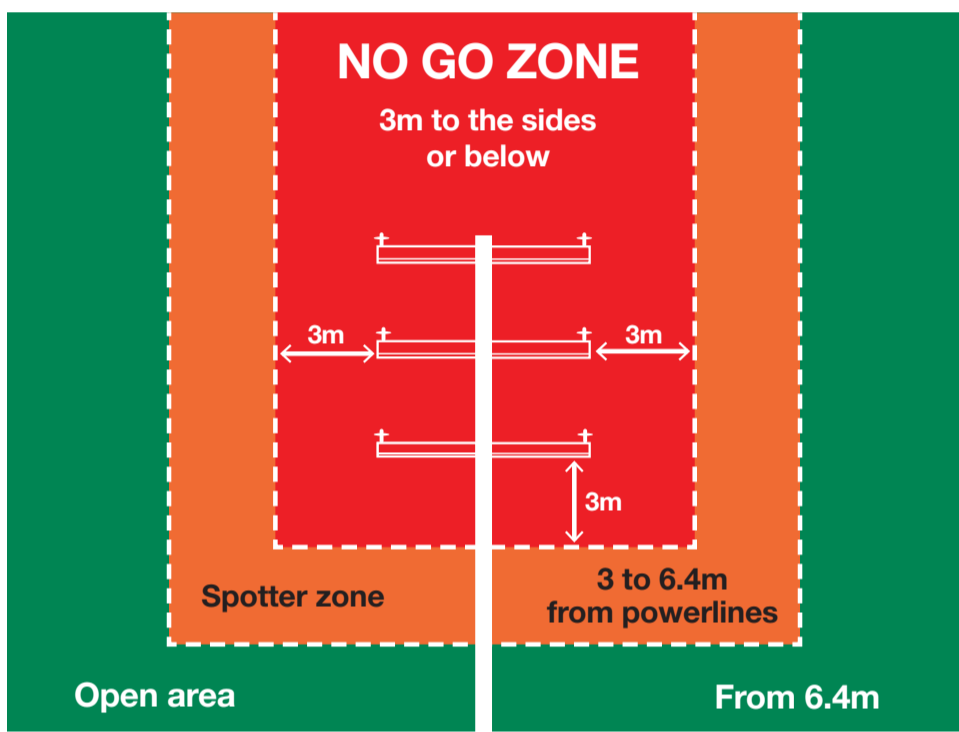 NO GO ZONE
3m to the sides
or below
3m
3m
3m
Spotter zone
3 to 6.4m
from powerlines
Open area
From 6.4m